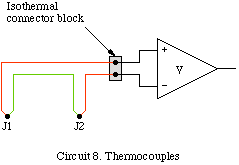 Isothermal
connector block
+
V
−
J1
J2
Circuit 8. Thermocouples